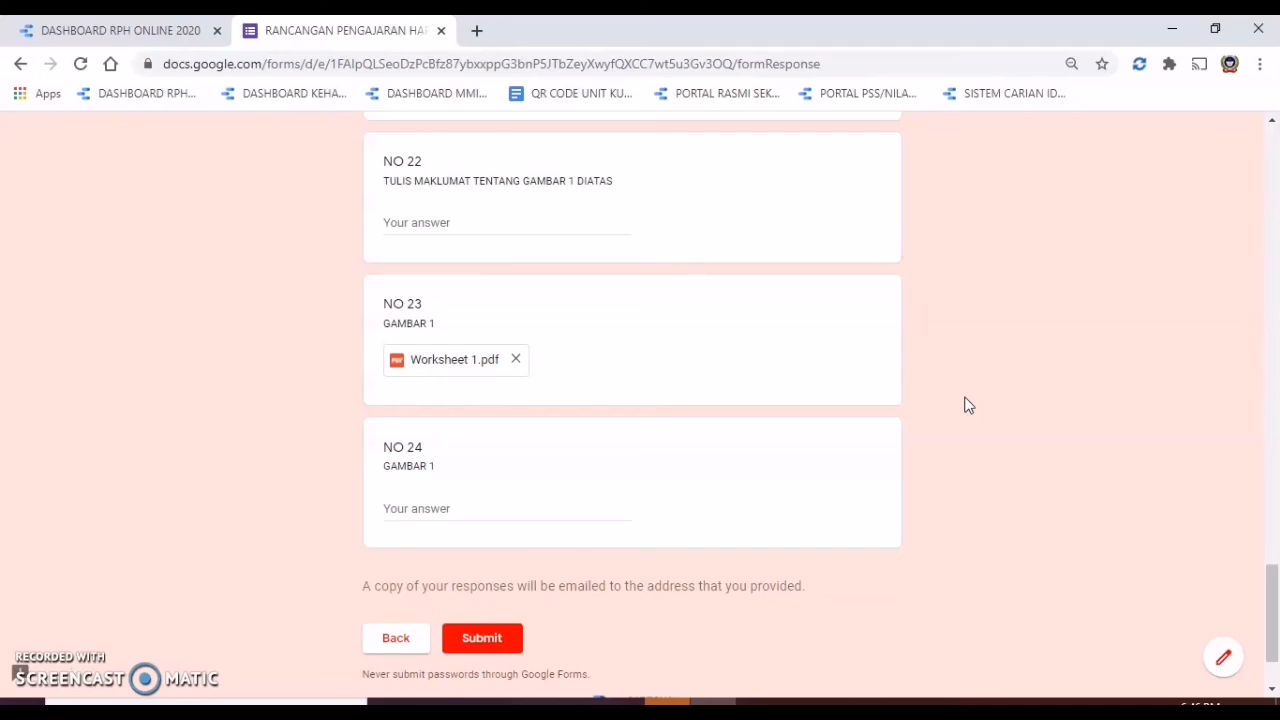 DASHBOARD RPH ONLINE 2020
RANCANGAN PENGAJARAN HAR
docs.google.com/forms/d/e/1FAIpQLSeoDzPcBfz87ybxxppG3bnP5JTbZeyXwyfQXCC7wt5u3Gv3OQ/formResponse
Apps
DASHBOARD RPH...
DASHBOARD KEHA...
DASHBOARD MMI...
QR CODE UNIT KU...
PORTAL RASMI SEK...
PORTAL PSS/NILA...
SISTEM CARIAN ID...
NO 22
TULIS MAKLUMAT TENTANG GAMBAR 1 DIATAS
Your answer
NO 23
GAMBAR 1
PDF Worksheet 1.pdf
NO 24
GAMBAR 1
Your answer
A copy of your responses will be emailed to the address that you provided.
Back
Submit
Never submit passwords through Google Forms.
RECORDED WITH
SCREENCAST MATIC